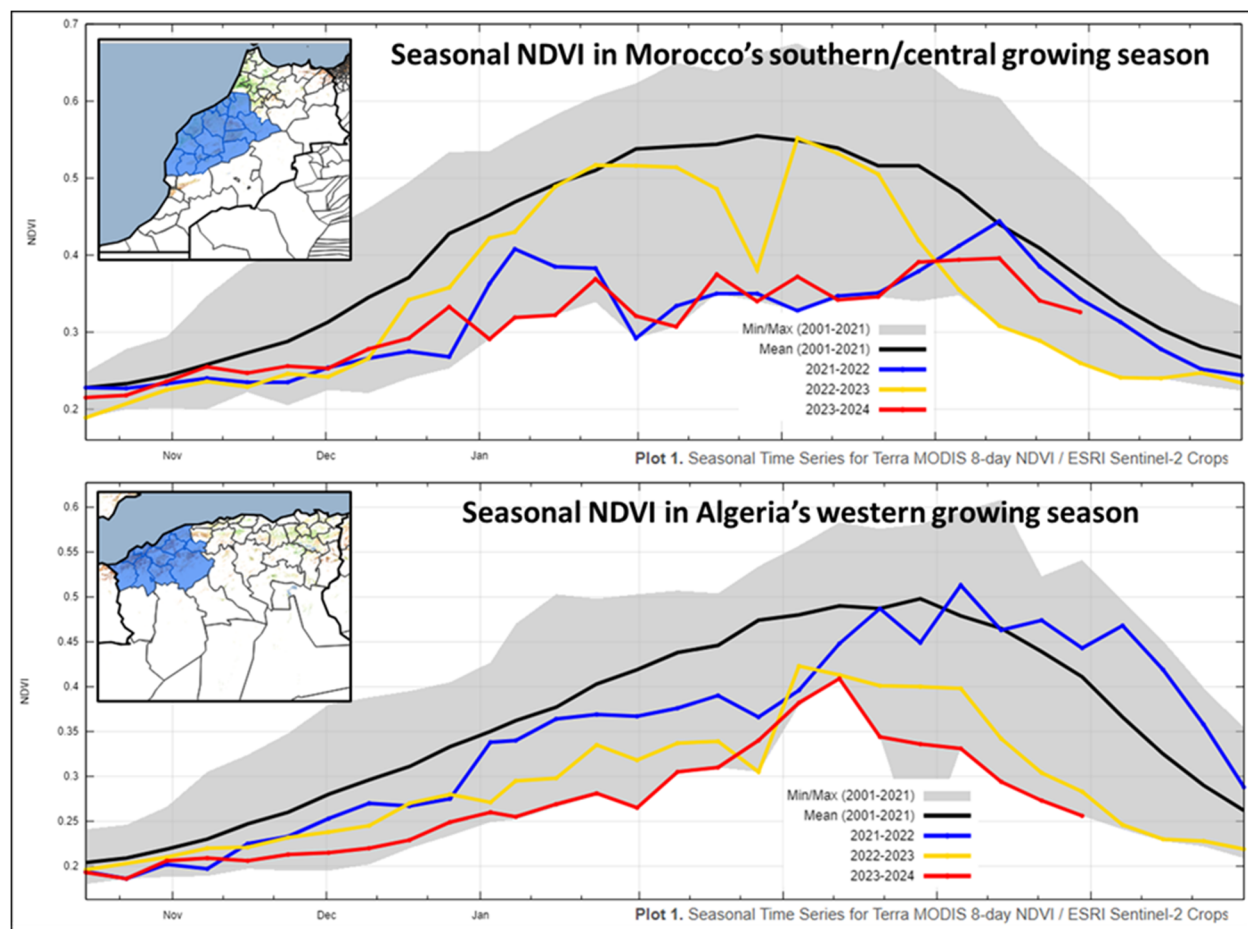 Seasonal NDVI in Morocco's southern/central growing season
0.7
0.6
0.5
0.4
0.3
0.2
NDVI
Min/Max (2001-2021)
Mean (2001-2021)
2021-2022
2022-2023
2023-2024
Nov
Dec
Jan
Plot 1. Seasonal Time Series for Terra MODIS 8-day NDVI / ESRI Sentinel-2 Crops
Seasonal NDVI in Algeria's western growing season
0.6
0.55
0.5
0.45
0.4
0.35
0.3
0.25
0.2
NDVI
Min/Max (2001-2021)
Mean (2001-2021)
2021-2022
2022-2023
2023-2024
Nov
Dec
Jan
Plot 1. Seasonal Time Series for Terra MODIS 8-day NDVI / ESRI Sentinel-2 Crops